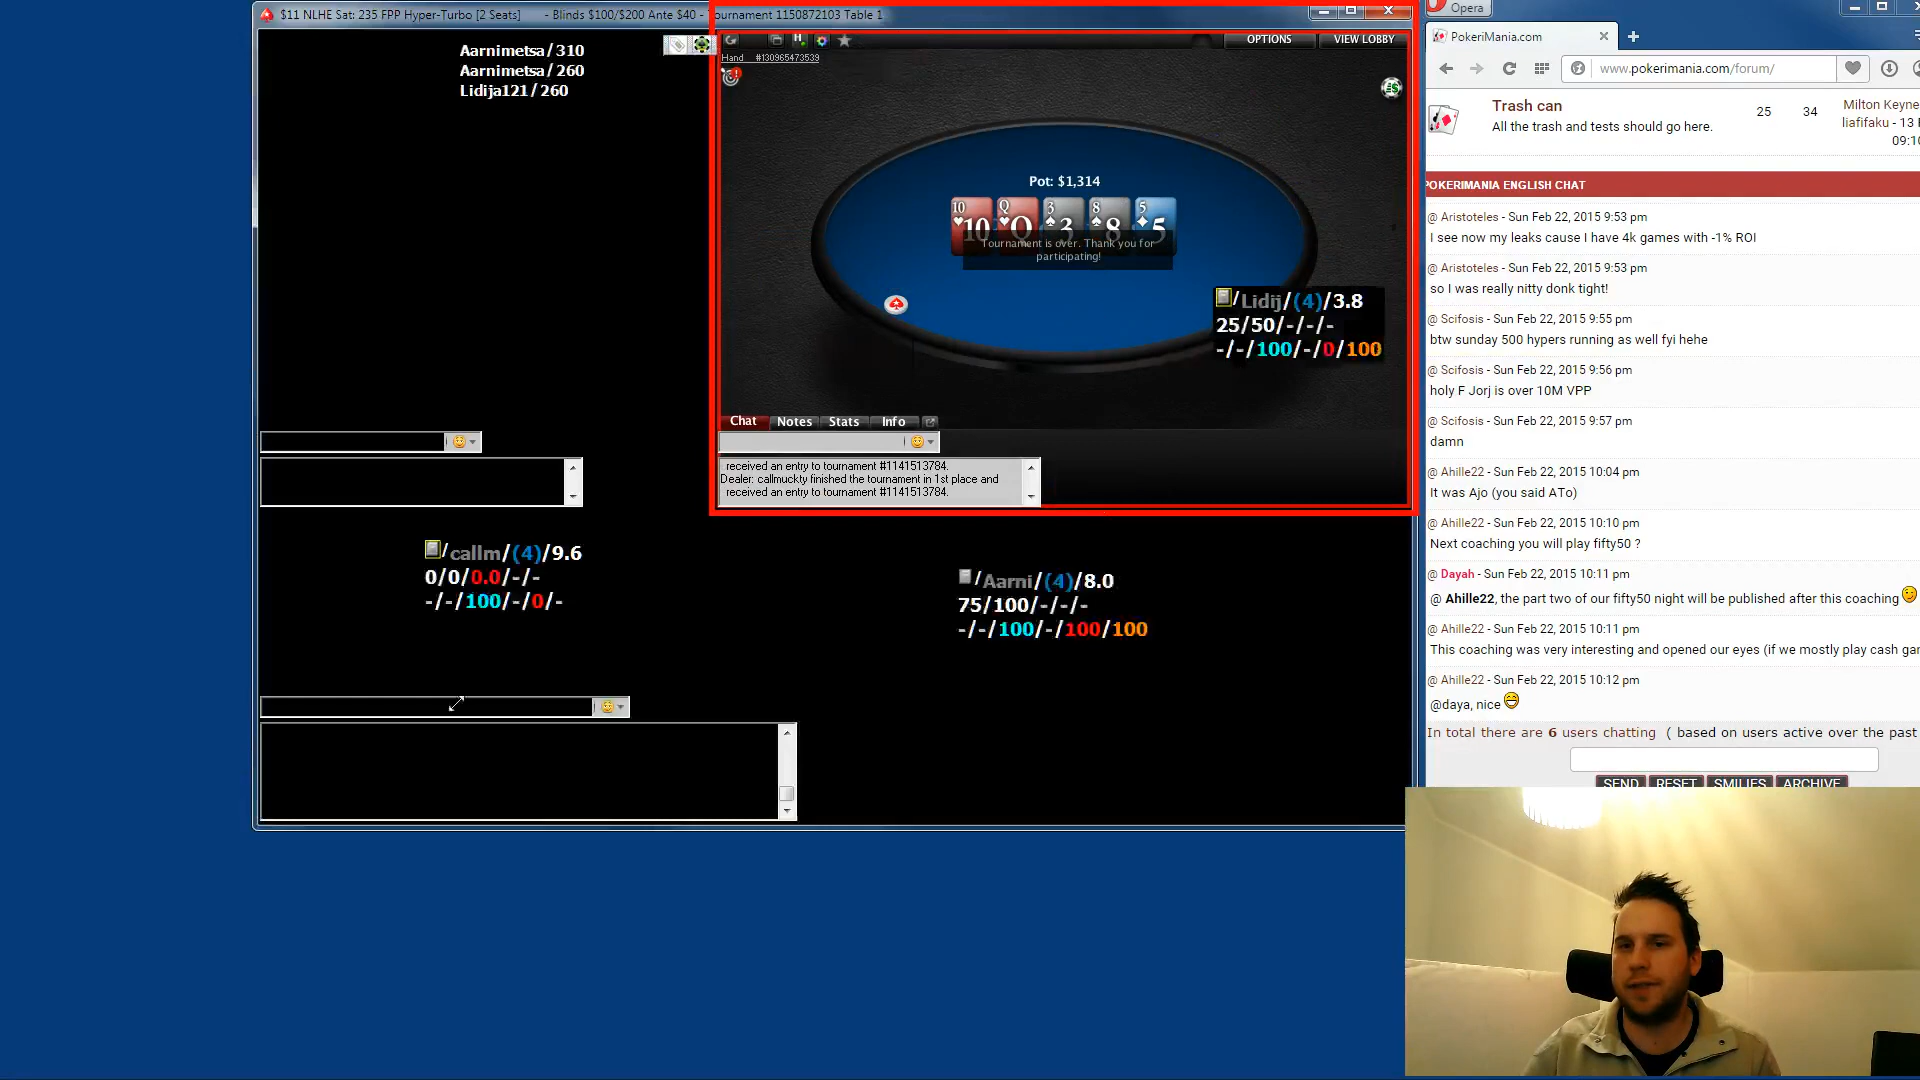 $11 NLHE Sat: 235 FPP Hyper-Turbo [2 Seats] - Blinds $100/$200 Ante $40 - Tournament 1150872103 Table 1
Aarnimetsa / 310
Aarnimetsa / 260
Lidija121 / 260
OPTIONS
VIEW LOBBY
Hand #130965473539
Pot: $1,314
10 Q 3 8 5
10 Q 3 8 5
Tournament is over. Thank you for
participating!
/Lidij/(4)/3.8
25/50/-/-/-
-/-/100/-/0/100
Chat Notes Stats Info
received an entry to tournament #1141513784.
Dealer: callmuckty finished the tournament in 1st place and
received an entry to tournament #1141513784.
/callm/(4)/9.6
0/0/0.0/-/-
-/-/100/-/0/-
/Aarni/(4)/8.0
75/100/-/-/-
-/-/100/-/100/100
Opera
PokeriMania.com
www.pokerimania.com/forum/
Trash can
All the trash and tests should go here.
25
34
Milton Keyne
liafifaku - 13 F
09:10
POKERIMANIA ENGLISH CHAT
@ Aristoteles - Sun Feb 22, 2015 9:53 pm
I see now my leaks cause I have 4k games with -1% ROI
@ Aristoteles - Sun Feb 22, 2015 9:53 pm
so I was really nitty donk tight!
@ Scifosis - Sun Feb 22, 2015 9:55 pm
btw sunday 500 hypers running as well fyi hehe
@ Scifosis - Sun Feb 22, 2015 9:56 pm
holy F Jorj is over 10M VPP
@ Scifosis - Sun Feb 22, 2015 9:57 pm
damn
@ Ahille22 - Sun Feb 22, 2015 10:04 pm
It was Ajo (you said ATo)
@ Ahille22 - Sun Feb 22, 2015 10:10 pm
Next coaching you will play fifty50 ?
@ Dayah - Sun Feb 22, 2015 10:11 pm
@ Ahille22, the part two of our fifty50 night will be published after this coaching
@ Ahille22 - Sun Feb 22, 2015 10:11 pm
This coaching was very interesting and opened our eyes (if we mostly play cash gar
@ Ahille22 - Sun Feb 22, 2015 10:12 pm
@daya, nice
In total there are 6 users chatting ( based on users active over the past
SEND RESET SMILIES ARCHIVE